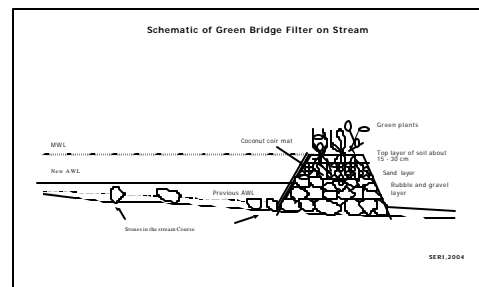 Schematic of Green Bridge Filter on Stream
Green plants
Coconut coir mat
MWL
Top layer of soil about
15 - 30 cm
New AWL
Sand layer
Rubble and gravel
layer
Previous AWL
Stones in the stream Course
SERI,2004